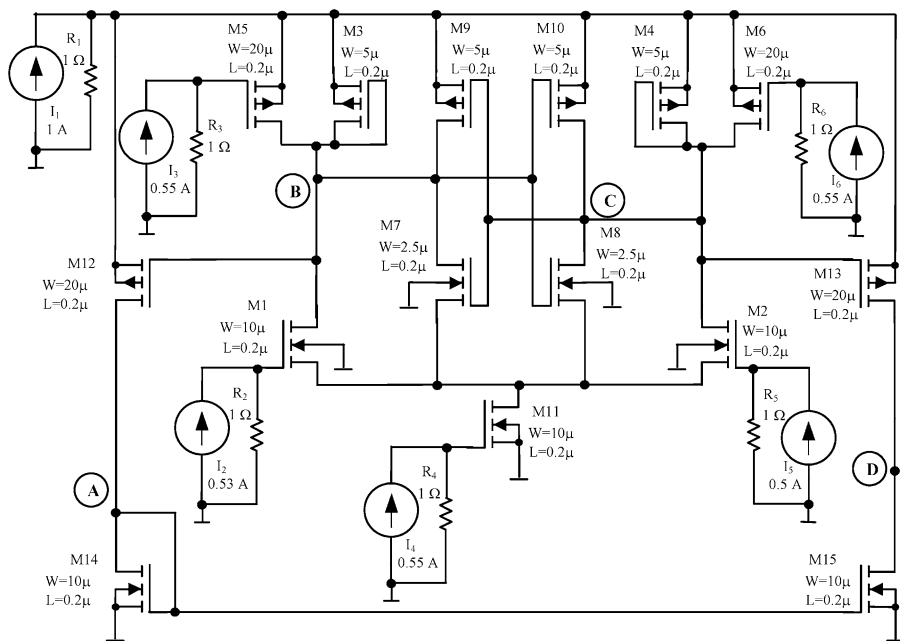 M5
W=20µ
L=0.2µ
M3
W=5µ
L=0.2µ
M9
W=5µ
L=0.2µ
M10
W=5µ
L=0.2µ
M4
W=5µ
L=0.2µ
M6
W=20µ
L=0.2µ
R1
1 Ω
I1
1 A
R3
1 Ω
I3
0.55 A
R6
1 Ω
I6
0.55 A
B
C
M7
W=2.5µ
L=0.2µ
M8
W=2.5µ
L=0.2µ
M12
W=20µ
L=0.2µ
M13
W=20µ
L=0.2µ
M1
W=10µ
L=0.2µ
M2
W=10µ
L=0.2µ
R2
1 Ω
I2
0.53 A
M11
W=10µ
L=0.2µ
R4
1 Ω
I4
0.55 A
R5
1 Ω
I5
0.5 A
A
D
M14
W=10µ
L=0.2µ
M15
W=10µ
L=0.2µ